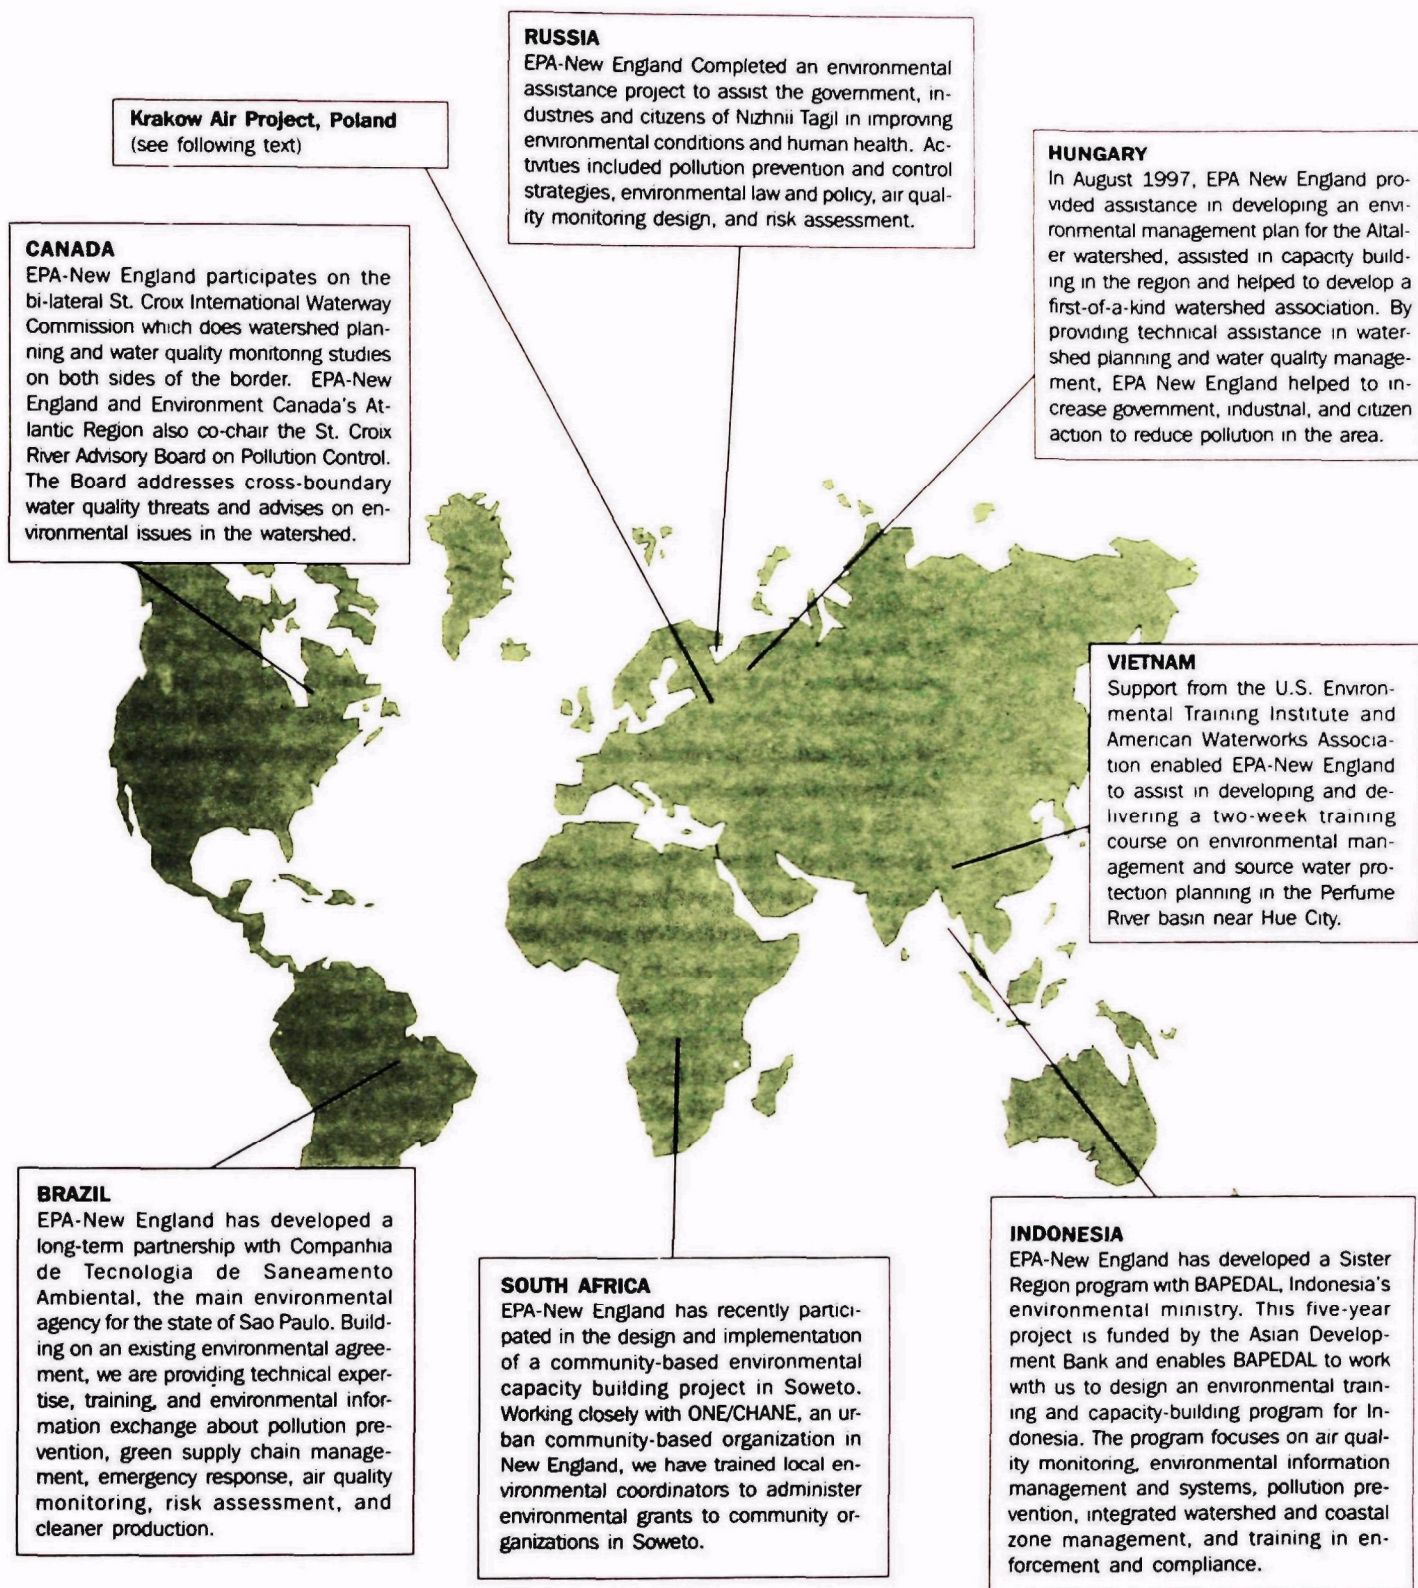 RUSSIA
EPA-New England Completed an environmental
assistance project to assist the government, in-
dustries and citizens of Nizhnii Tagil in improving
environmental conditions and human health. Ac-
tivities included pollution prevention and control
strategies, environmental law and policy, air qual-
ity monitoring design, and risk assessment.
Krakow Air Project, Poland
(see following text)
HUNGARY
In August 1997, EPA New England pro-
vided assistance in developing an envi-
ronmental management plan for the Altal-
er watershed, assisted in capacity build-
ing in the region and helped to develop a
first-of-a-kind watershed association. By
providing technical assistance in water-
shed planning and water quality manage-
ment, EPA New England helped to in-
crease government, industrial, and citizen
action to reduce pollution in the area.
CANADA
EPA-New England participates on the
bi-lateral St. Croix International Waterway
Commission which does watershed plan-
ning and water quality monitoring studies
on both sides of the border. EPA-New
England and Environment Canada's At-
lantic Region also co-chair the St. Croix
River Advisory Board on Pollution Control.
The Board addresses cross-boundary
water quality threats and advises on en-
vironmental issues in the watershed.
VIETNAM
Support from the U.S. Environ-
mental Training Institute and
American Waterworks Associa-
tion enabled EPA-New England
to assist in developing and de-
livering a two-week training
course on environmental man-
agement and source water pro-
tection planning in the Perfume
River basin near Hue City.
BRAZIL
EPA-New England has developed a
long-term partnership with Companhia
de Tecnologia de Saneamento
Ambiental, the main environmental
agency for the state of Sao Paulo. Build-
ing on an existing environmental agree-
ment, we are providing technical exper-
tise, training, and environmental infor-
mation exchange about pollution pre-
vention, green supply chain manage-
ment, emergency response, air quality
monitoring, risk assessment, and
cleaner production.
SOUTH AFRICA
EPA-New England has recently partici-
pated in the design and implementation
of a community-based environmental
capacity building project in Soweto.
Working closely with ONE/CHANE, an ur-
ban community-based organization in
New England, we have trained local en-
vironmental coordinators to administer
environmental grants to community or-
ganizations in Soweto.
INDONESIA
EPA-New England has developed a Sister
Region program with BAPEDAL, Indonesia's
environmental ministry. This five-year
project is funded by the Asian Develop-
ment Bank and enables BAPEDAL to work
with us to design an environmental train-
ing and capacity-building program for In-
donesia. The program focuses on air qual-
ity monitoring, environmental information
management and systems, pollution pre-
vention, integrated watershed and coastal
zone management, and training in en-
forcement and compliance.